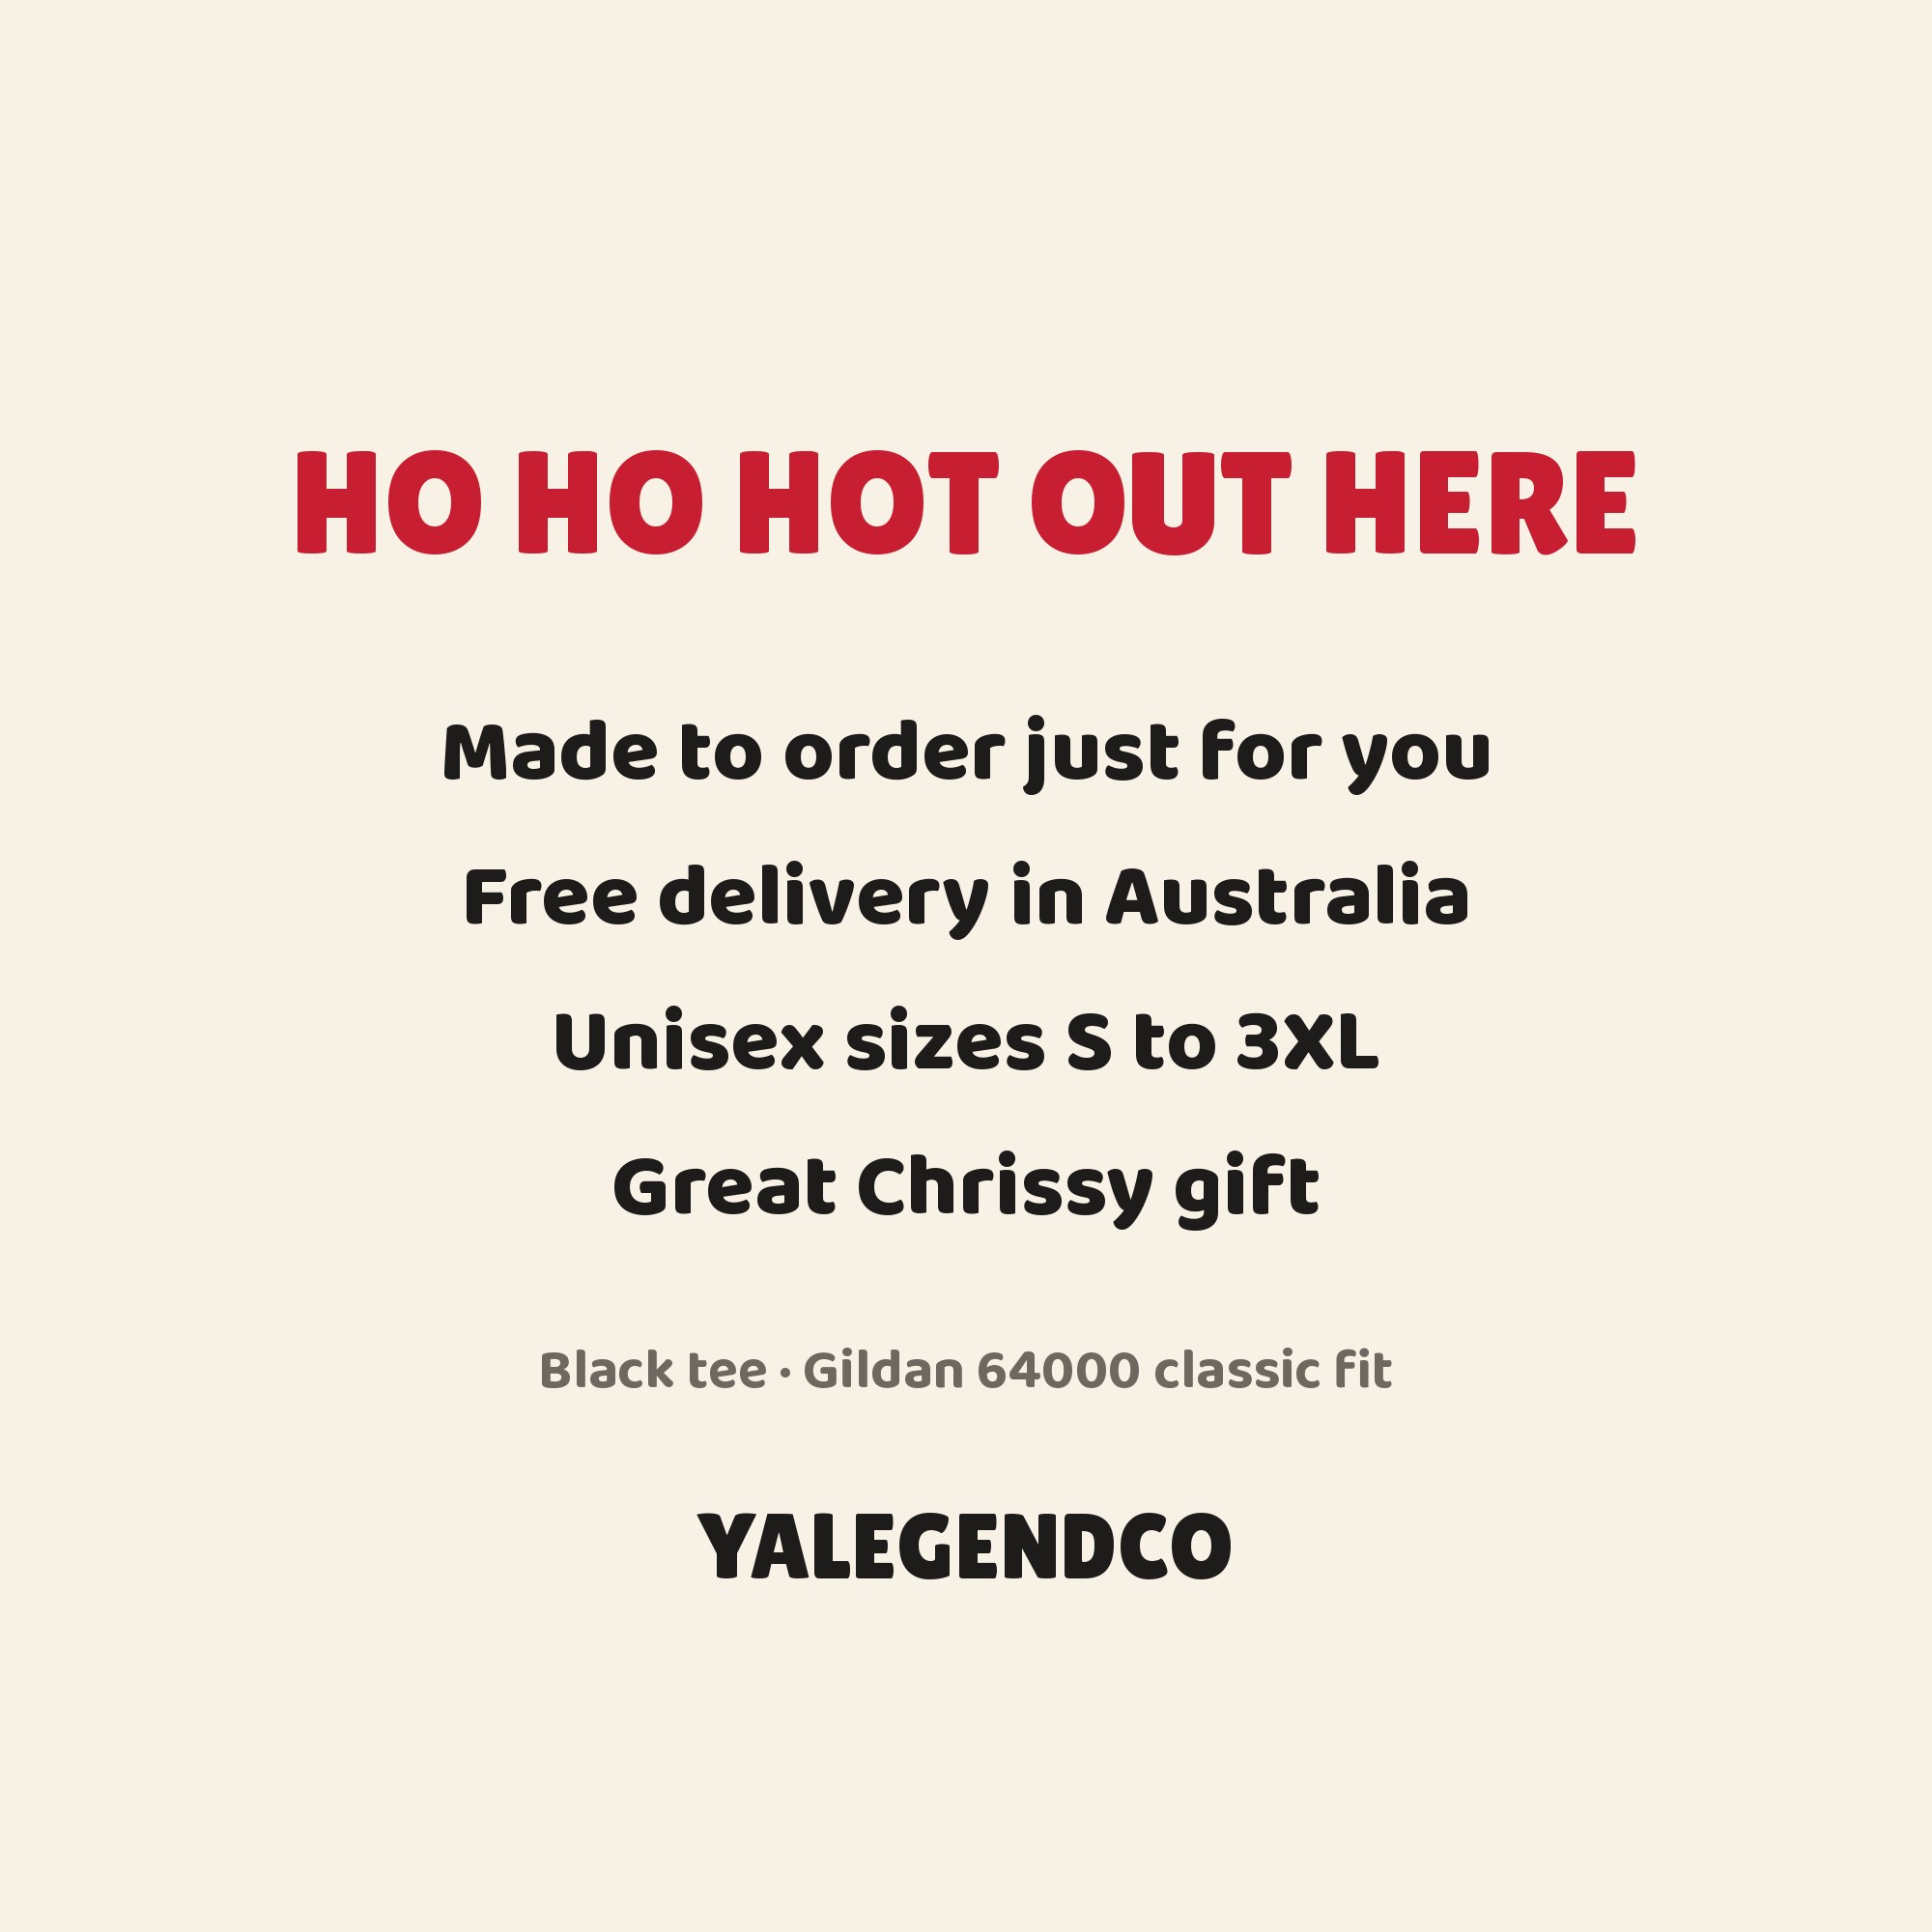 HO HO HOT OUT HERE
Made to order just for you
Free delivery in Australia
Unisex sizes S to 3XL
Great Chrissy gift
Black tee • Gildan 64000 classic fit
YALEGENDCO